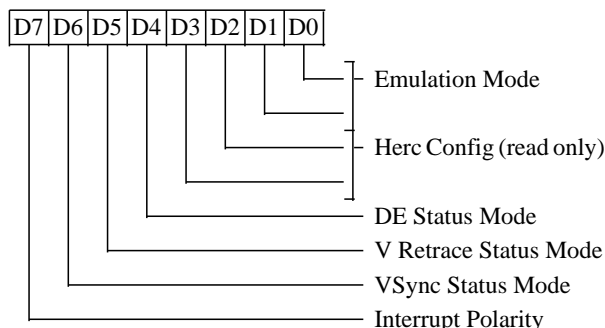 D7 D6 D5 D4 D3 D2 D1 D0
Emulation Mode
Herc Config (read only)
DE Status Mode
V Retrace Status Mode
VSync Status Mode
Interrupt Polarity